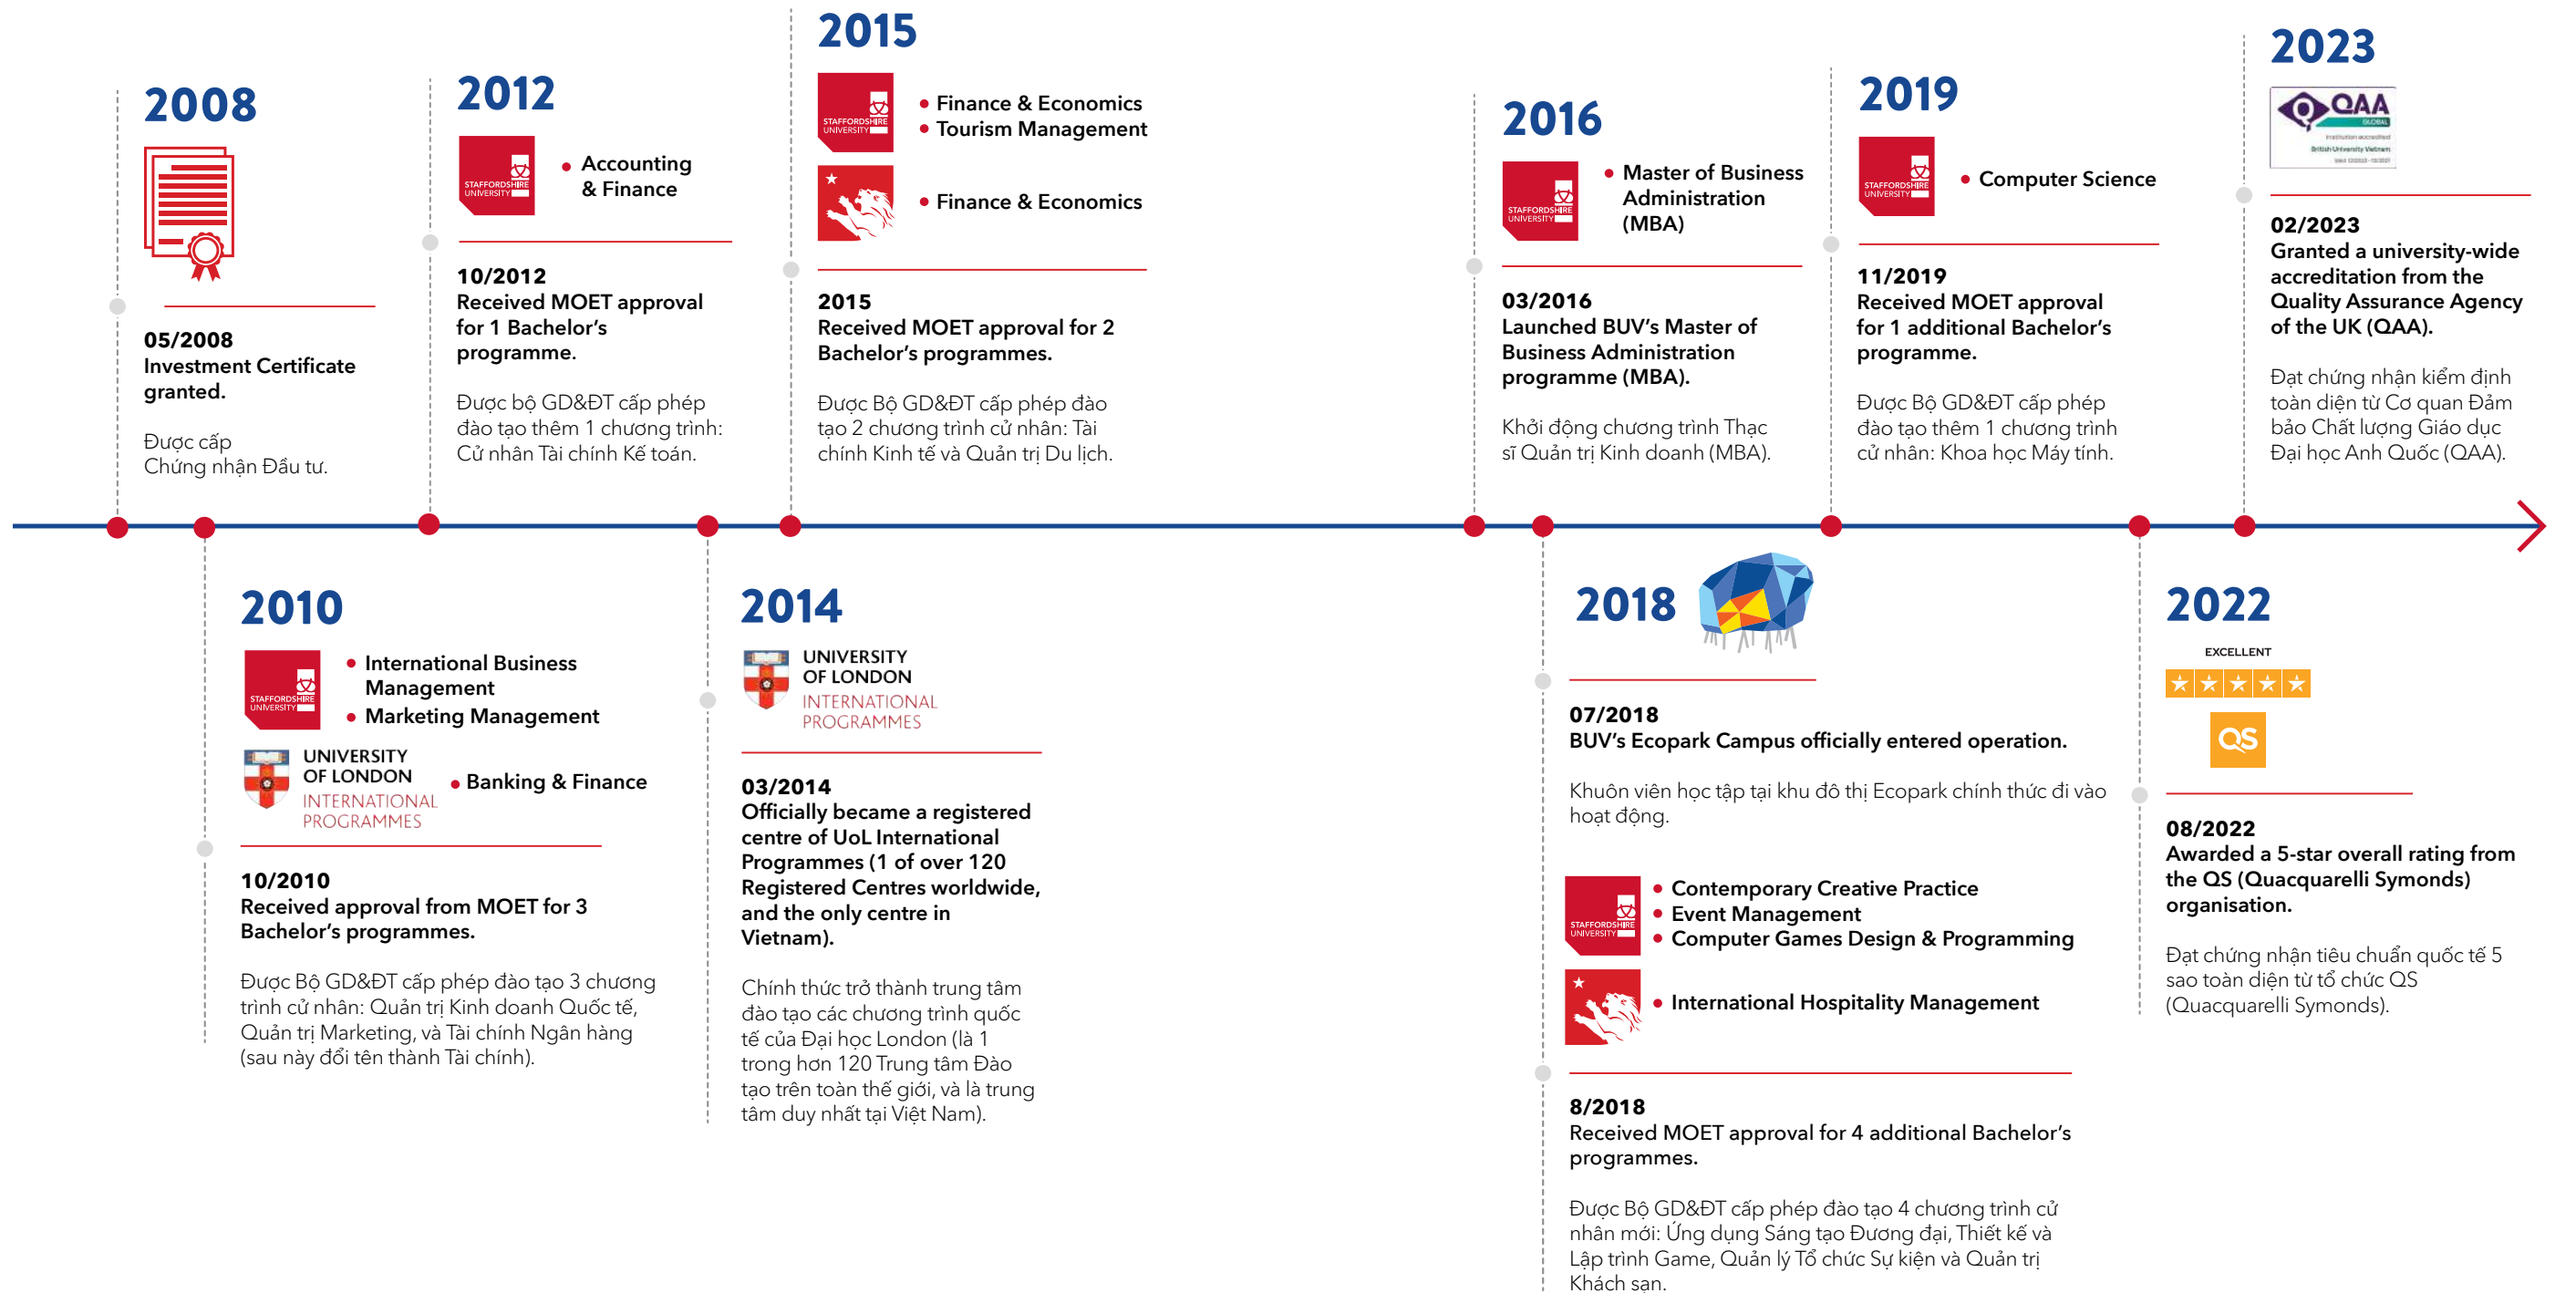 2008
05/2008
Investment Certificate
granted.
Được cấp
Chứng nhận Đầu tư.
2012
STAFFORDSHIRE
UNIVERSITY
• Accounting
& Finance
10/2012
Received MOET approval
for 1 Bachelor's
programme.
Được bộ GD&ĐT cấp phép
đào tạo thêm 1 chương trình:
Cử nhân Tài chính Kế toán.
2015
STAFFORDSHIRE
UNIVERSITY
• Finance & Economics
• Tourism Management
• Finance & Economics
2015
Received MOET approval for 2
Bachelor's programmes.
Được Bộ GD&ĐT cấp phép đào
tạo 2 chương trình cử nhân: Tài
chính Kinh tế và Quản trị Du lịch.
2016
STAFFORDSHIRE
UNIVERSITY
• Master of Business
Administration
(MBA)
03/2016
Launched BUV's Master of
Business Administration
programme (MBA).
Khởi động chương trình Thạc
sĩ Quản trị Kinh doanh (MBA).
2019
STAFFORDSHIRE
UNIVERSITY
• Computer Science
11/2019
Received MOET approval
for 1 additional Bachelor's
programme.
Được Bộ GD&ĐT cấp phép
đào tạo thêm 1 chương trình
cử nhân: Khoa học Máy tính.
2023
QAA
GLOBAL
Institution accredited
British University Vietnam
02/2023
Granted a university-wide
accreditation from the
Quality Assurance Agency
of the UK (QAA).
Đạt chứng nhận kiểm định
toàn diện từ Cơ quan Đảm
bảo Chất lượng Giáo dục
Đại học Anh Quốc (QAA).
2010
STAFFORDSHIRE
UNIVERSITY
• International Business
Management
• Marketing Management
UNIVERSITY
OF LONDON
INTERNATIONAL
PROGRAMMES
• Banking & Finance
10/2010
Received approval from MOET for 3
Bachelor's programmes.
Được Bộ GD&ĐT cấp phép đào tạo 3 chương
trình cử nhân: Quản trị Kinh doanh Quốc tế,
Quản trị Marketing, và Tài chính Ngân hàng
(sau này đổi tên thành Tài chính).
2014
UNIVERSITY
OF LONDON
INTERNATIONAL
PROGRAMMES
03/2014
Officially became a registered
centre of UoL International
Programmes (1 of over 120
Registered Centres worldwide,
and the only centre in
Vietnam).
Chính thức trở thành trung tâm
đào tạo các chương trình quốc
tế của Đại học London (là 1
trong hơn 120 Trung tâm Đào
tạo trên toàn thế giới, và là trung
tâm duy nhất tại Việt Nam).
2018
07/2018
BUV's Ecopark Campus officially entered operation.
Khuôn viên học tập tại khu đô thị Ecopark chính thức đi vào
hoạt động.
STAFFORDSHIRE
UNIVERSITY
• Contemporary Creative Practice
• Event Management
• Computer Games Design & Programming
• International Hospitality Management
8/2018
Received MOET approval for 4 additional Bachelor's
programmes.
Được Bộ GD&ĐT cấp phép đào tạo 4 chương trình cử
nhân mới: Ứng dụng Sáng tạo Đương đại, Thiết kế và
Lập trình Game, Quản lý Tổ chức Sự kiện và Quản trị
Khách sạn.
2022
EXCELLENT
QS
08/2022
Awarded a 5-star overall rating from
the QS (Quacquarelli Symonds)
organisation.
Đạt chứng nhận tiêu chuẩn quốc tế 5
sao toàn diện từ tổ chức QS
(Quacquarelli Symonds).